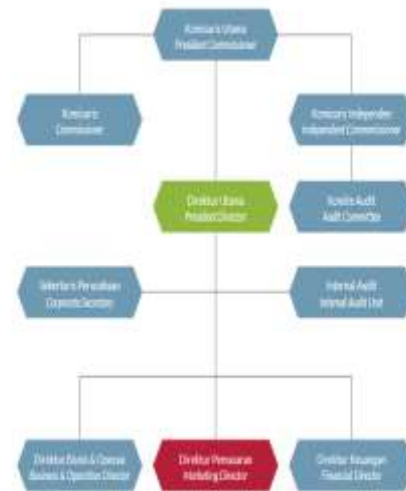 Komisaris Utama
President Commissioner
Komisaris
Commissioner
Komisaris Independen
Independent Commissioner
Direktur Utama
President Director
Komite Audit
Audit Committee
Sekretaris Perusahaan
Corporate Secretary
Internal Audit
Internal Audit Unit
Direktur Bisnis & Operasi
Business & Operation Director
Direktur Pemasaran
Marketing Director
Direktur Keuangan
Financial Director